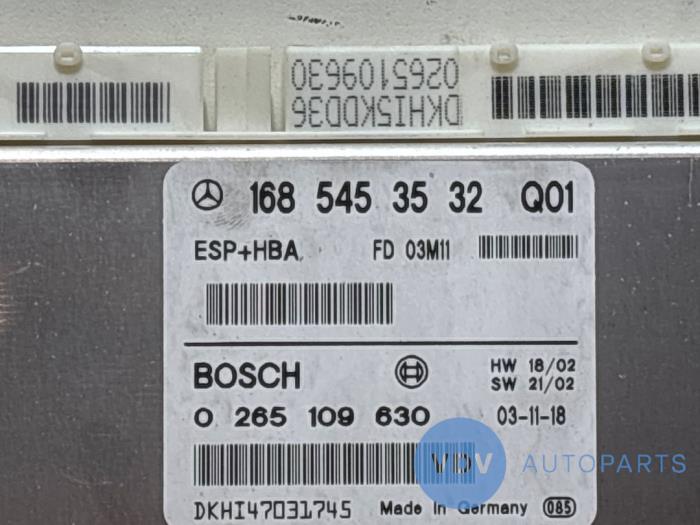 0265109630
DKHI5KDD36
168 545 35 32 Q01
ESP+HBA FD 03M11
BOSCH HW 18/02
SW 21/02
0 265 109 630 03-11-18
VDV AUTOPARTS
DKHI47031745 Made in Germany 085